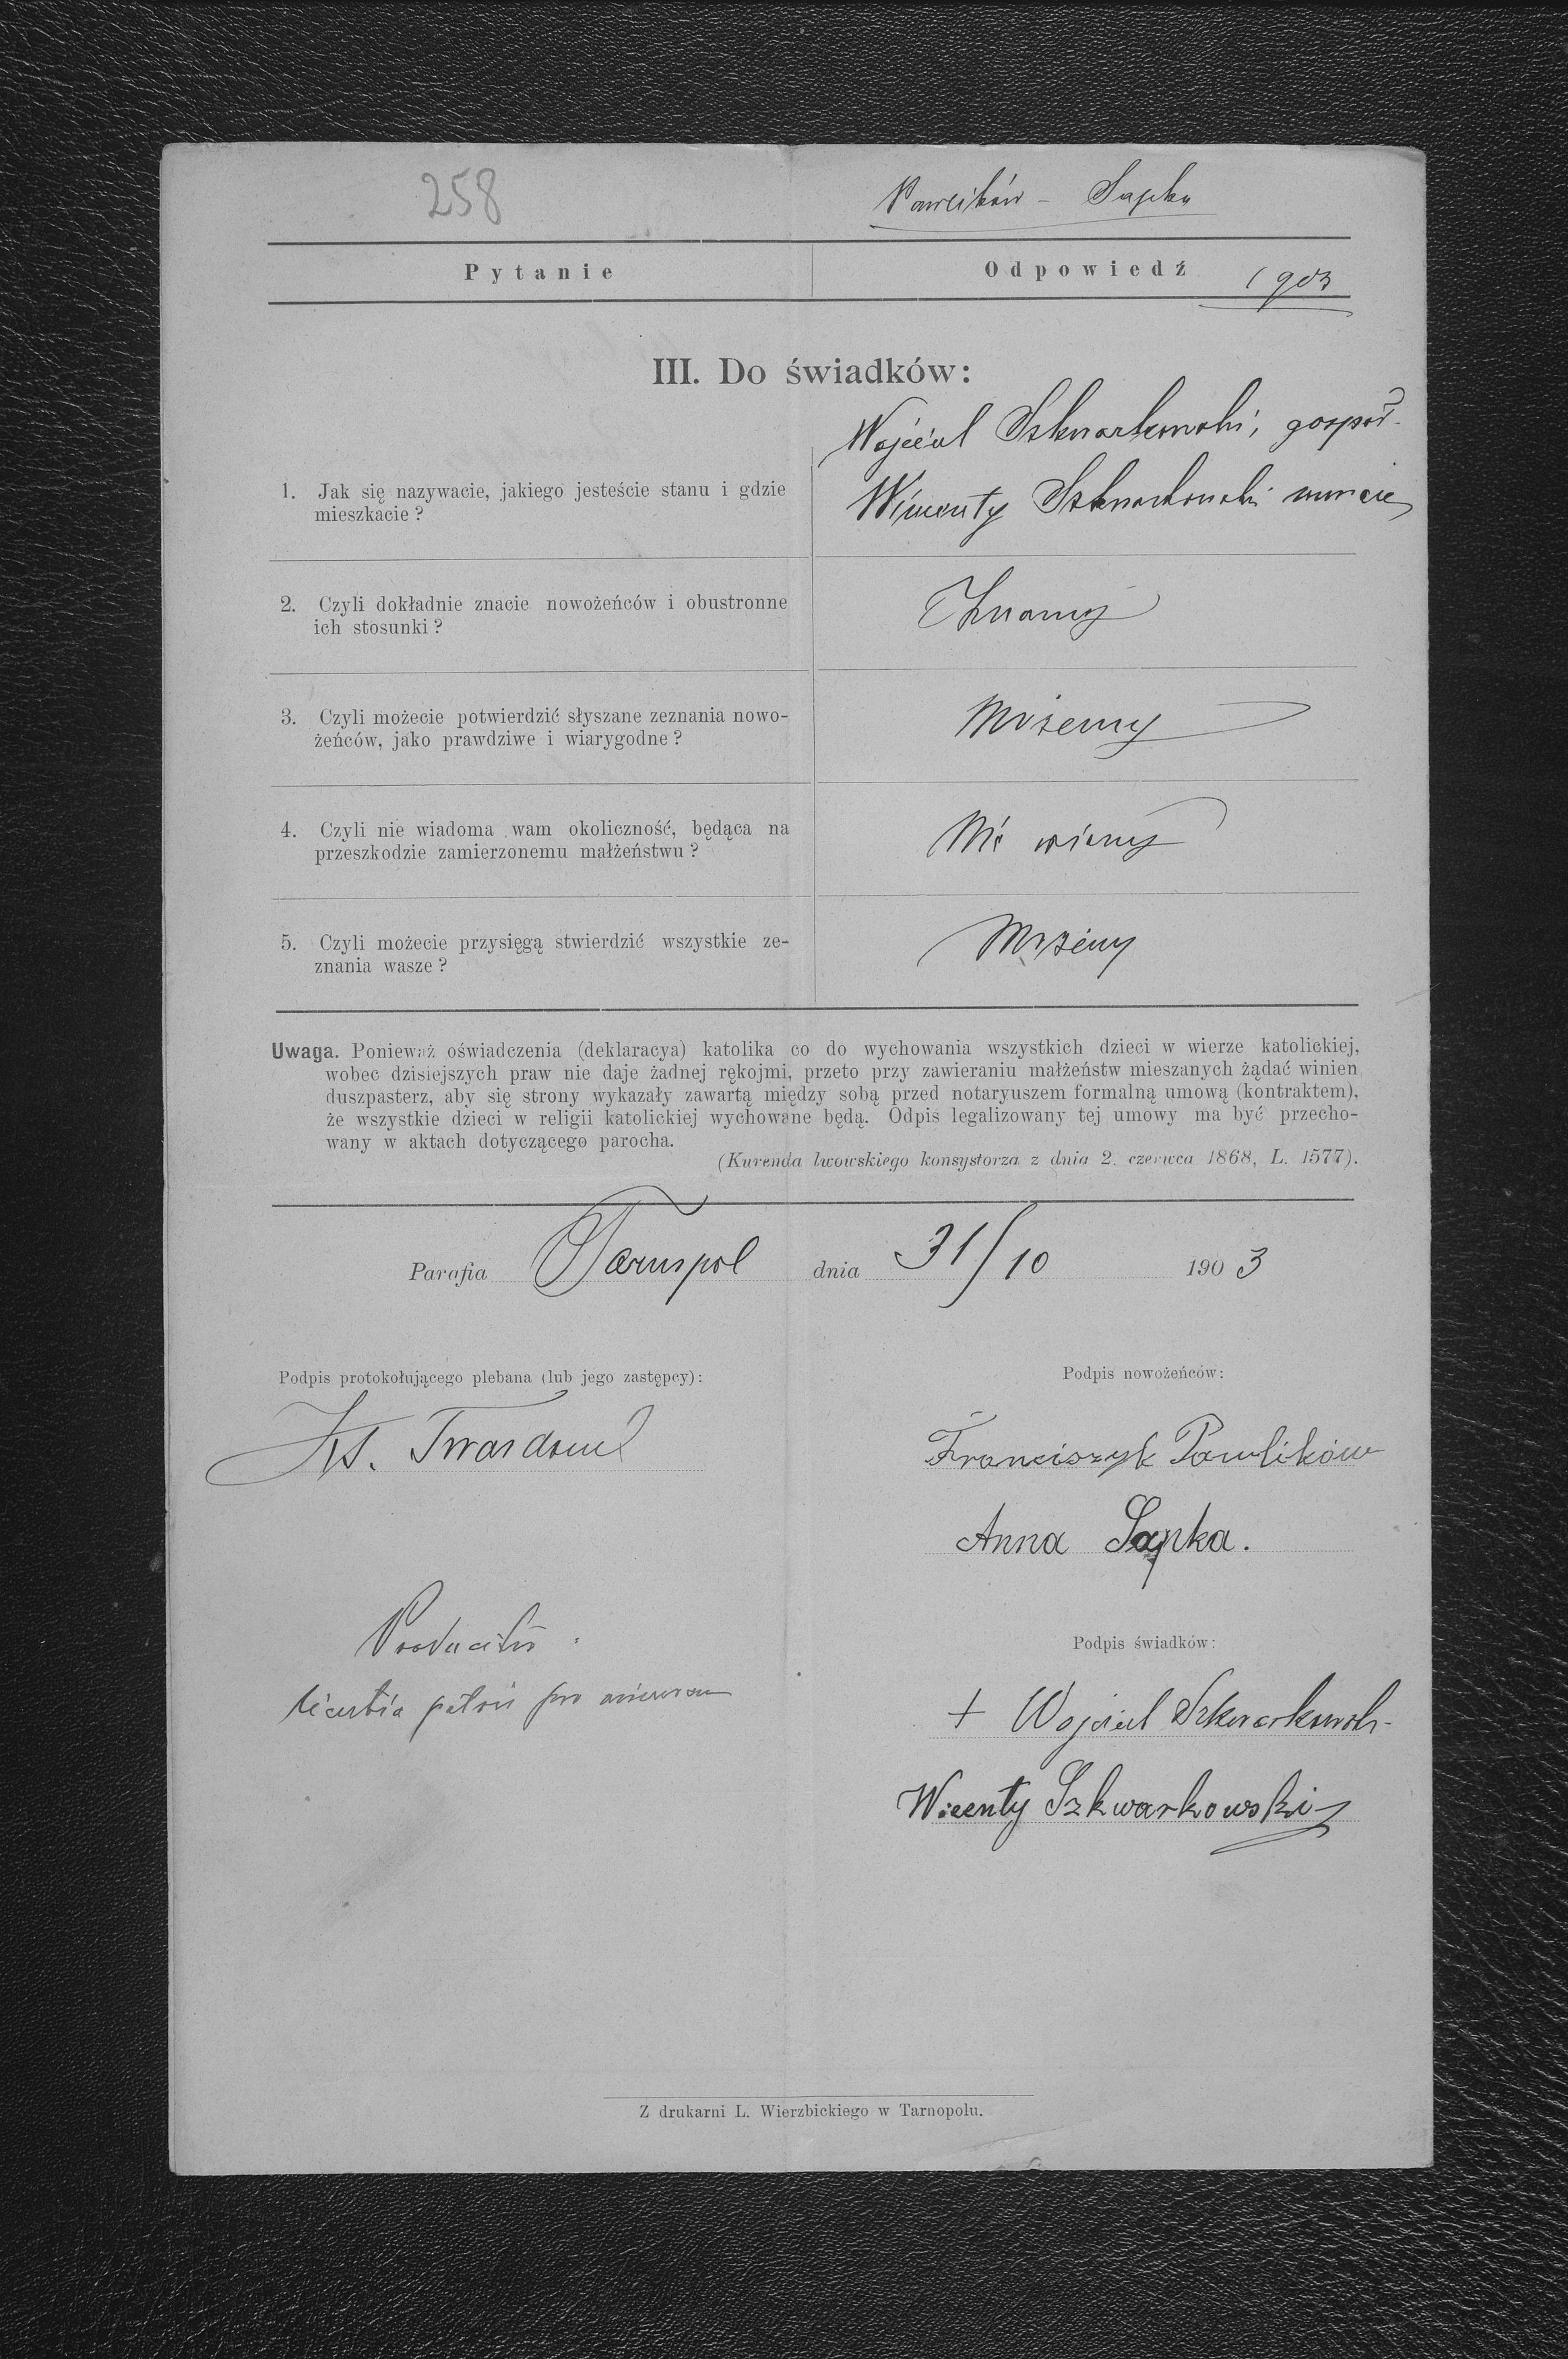 258
Pawlików - Sapka
Pytanie
Odpowiedź
1903
III. Do świadków:
Wojciech Szkwarkowski, gospod.
1. Jak się nazywacie, jakiego jesteście stanu i gdzie
mieszkacie?
Wincenty Szkwarkowski
2. Czyli dokładnie znacie nowożeńców i obustronne
ich stosunki?
Znamy
3. Czyli możecie potwierdzić słyszane zeznania nowo-
żeńców, jako prawdziwe i wiarygodne?
Możemy
4. Czyli nie wiadoma wam okoliczność, będąca na
przeszkodzie zamierzonemu małżeństwu?
Nie wiemy
5. Czyli możecie przysięgą stwierdzić wszystkie ze-
znania wasze?
Możemy
Uwaga. Ponieważ oświadczenia (deklaracya) katolika co do wychowania wszystkich dzieci w wierze katolickiej,
wobec dzisiejszych praw nie daje żadnej rękojmi, przeto przy zawieraniu małżeństw mieszanych żądać winien
duszpasterz, aby się strony wykazały zawartą między sobą przed notaryuszem formalną umową (kontraktem),
że wszystkie dzieci w religii katolickiej wychowane będą. Odpis legalizowany tej umowy ma być przecho-
wany w aktach dotyczącego parocha.
(Kurenda lwowskiego konsystorza z dnia 2. czerwca 1868, L. 1577).
Parafia Tarnopol dnia 31/10 1903
Podpis protokołującego plebana (lub jego zastępcy):
Podpis nowożeńców:
Ks. Twardowski
Franciszyk Pawlików
Anna Sapka.
Podpis świadków:
+ Wojciech Szkwarkowski
Wicenty Szkwarkowski
Z drukarni L. Wierzbickiego w Tarnopolu.